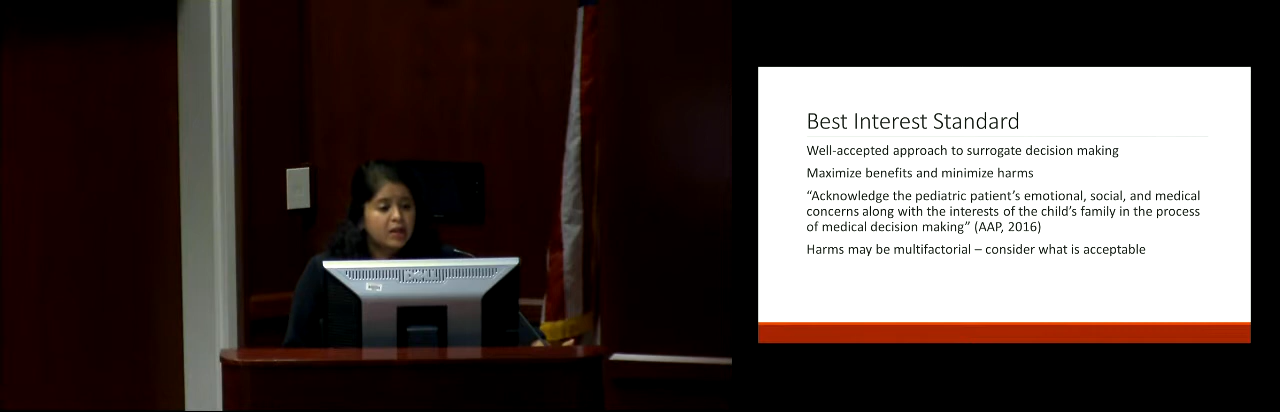 Best Interest Standard
Well-accepted approach to surrogate decision making
Maximize benefits and minimize harms
“Acknowledge the pediatric patient’s emotional, social, and medical
concerns along with the interests of the child’s family in the process
of medical decision making” (AAP, 2016)
Harms may be multifactorial – consider what is acceptable